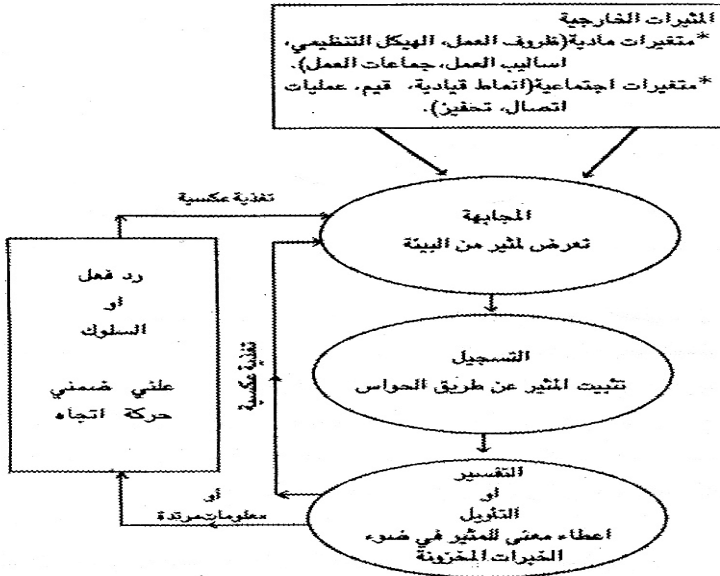 المثيرات الخارجية
*متغيرات مادية(ظروف العمل، الهيكل التنظيمي،
اساليب العمل، جماعات العمل).
*متغيرات اجتماعية(انماط قيادية، قيم، عمليات
اتصال، تحفيز).
تغذية عكسية
المجابهة
تعرض لمثير من البيئة
رد فعل
او
السلوك
علني ضمني
حركة اتجاه
تغذية عكسية
التسجيل
تثبيت المثير عن طريق الحواس
التفسير
او
التأويل
اعطاء معنى للمثير في ضوء
الخبرات المخزونة
أو
معلومات مرتدة